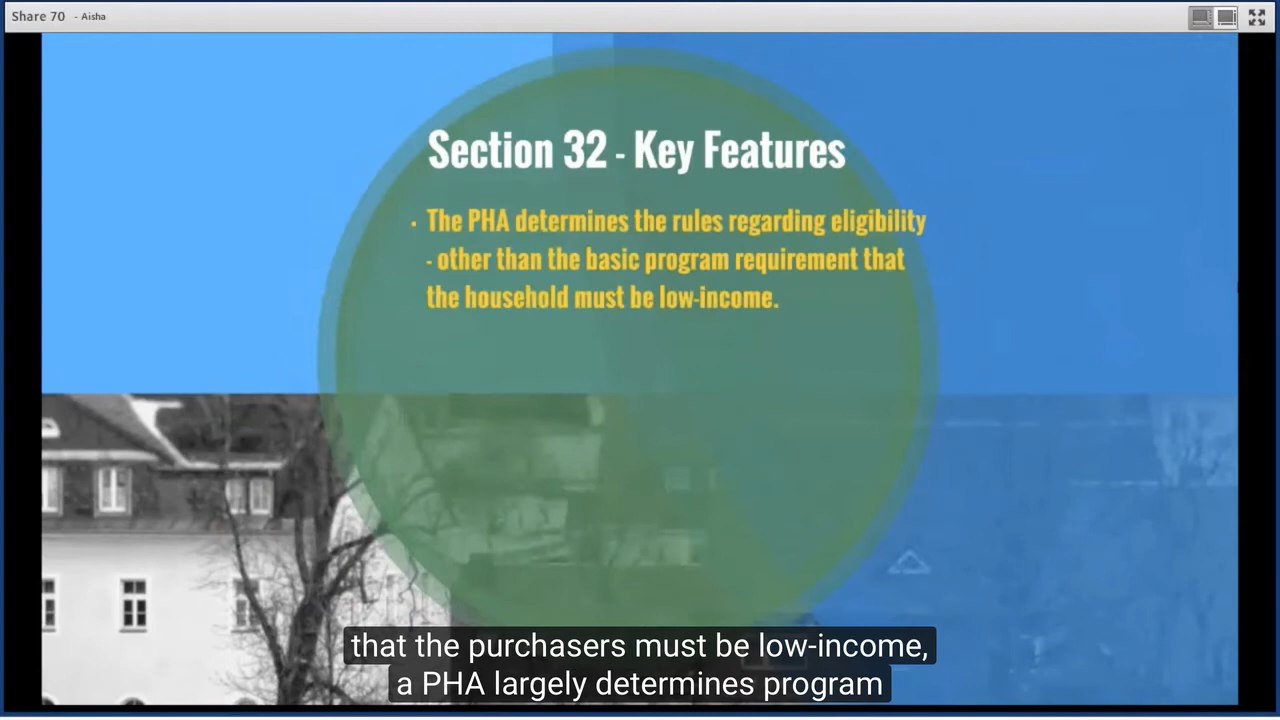 Share 70 - Aisha
Section 32 - Key Features
· The PHA determines the rules regarding eligibility
- other than the basic program requirement that
the household must be low-income.
that the purchasers must be low-income,
a PHA largely determines program